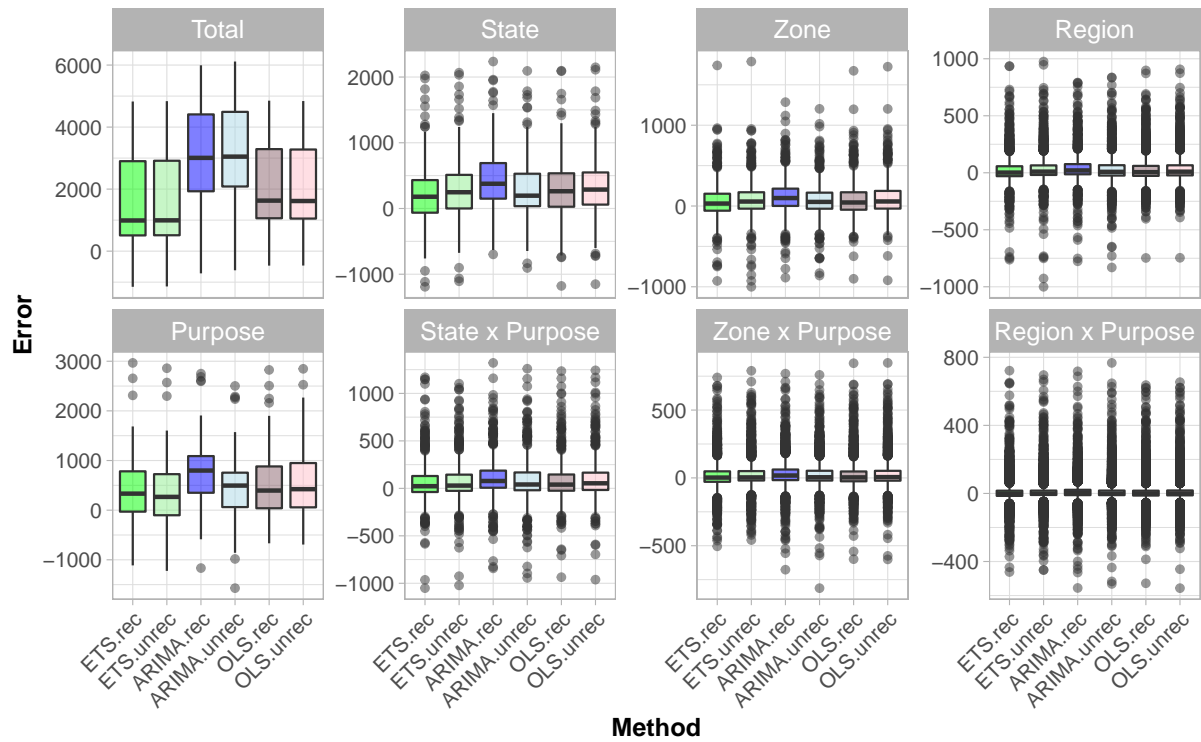 Total
State
Zone
Region
6000
4000
2000
0
2000
1000
0
−1000
1000
0
−1000
1000
500
0
−500
−1000
Error
Purpose
State x Purpose
Zone x Purpose
Region x Purpose
3000
2000
1000
0
−1000
1000
500
0
−500
−1000
500
0
−500
800
400
0
−400
ETS.rec
ETS.unrec
ARIMA.rec
ARIMA.unrec
OLS.rec
OLS.unrec
ETS.rec
ETS.unrec
ARIMA.rec
ARIMA.unrec
OLS.rec
OLS.unrec
ETS.rec
ETS.unrec
ARIMA.rec
ARIMA.unrec
OLS.rec
OLS.unrec
ETS.rec
ETS.unrec
ARIMA.rec
ARIMA.unrec
OLS.rec
OLS.unrec
Method